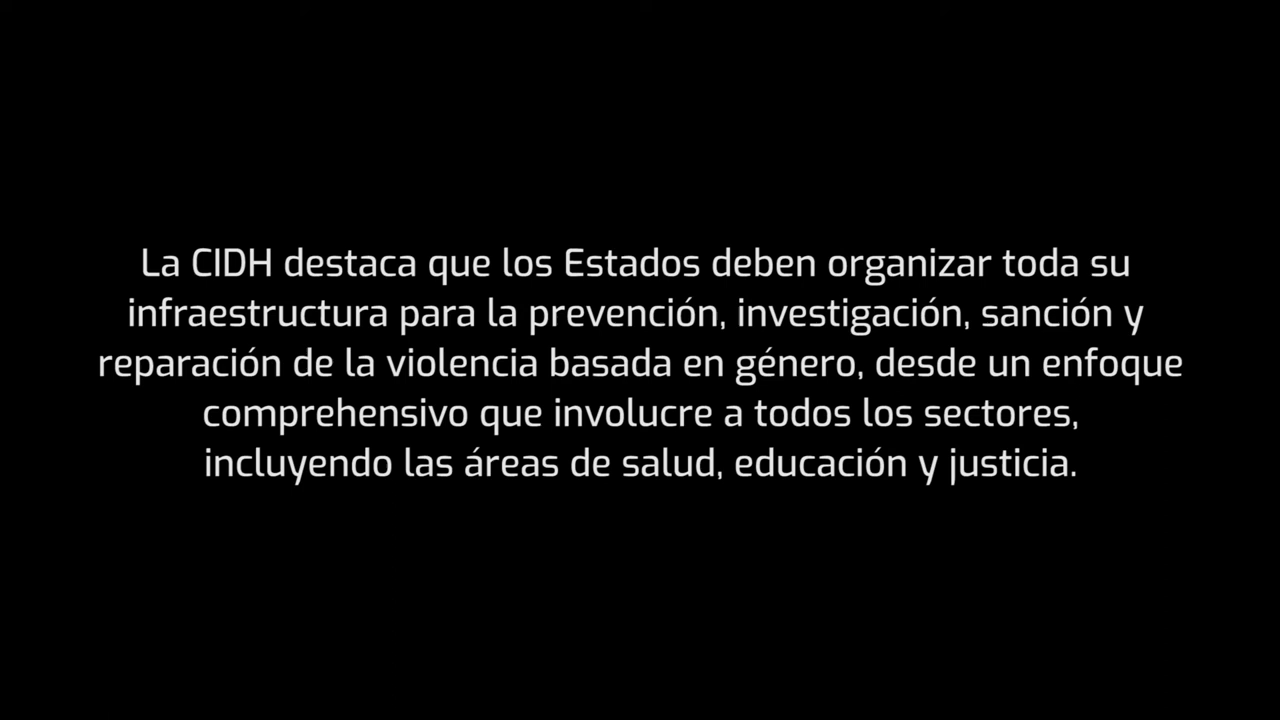 La CIDH destaca que los Estados deben organizar toda su
infraestructura para la prevención, investigación, sanción y
reparación de la violencia basada en género, desde un enfoque
comprehensivo que involucre a todos los sectores,
incluyendo las áreas de salud, educación y justicia.